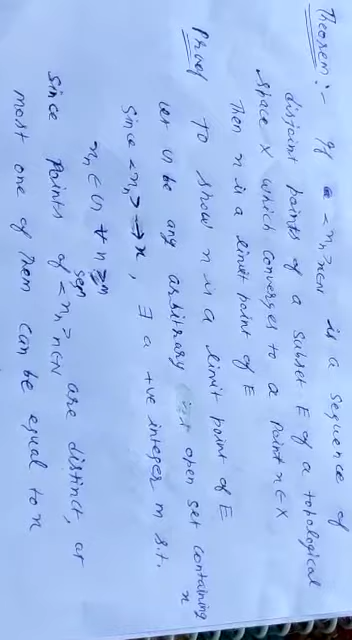 Theorem :- If a <xn>n∈N is a sequence of
disjoint points of a subset E of a topological
space X which converges to a point x ∈ X
Then x is a limit point of E
Proof To show x is a limit point of E
let U be any arbitrary open set containing
x
Since <xn> → x, ∃ a +ve integer m s.t.
xn ∈ U ∀ n ≥ m
Since points of <xn>n∈N are distinct, at
most one of them can be equal to x